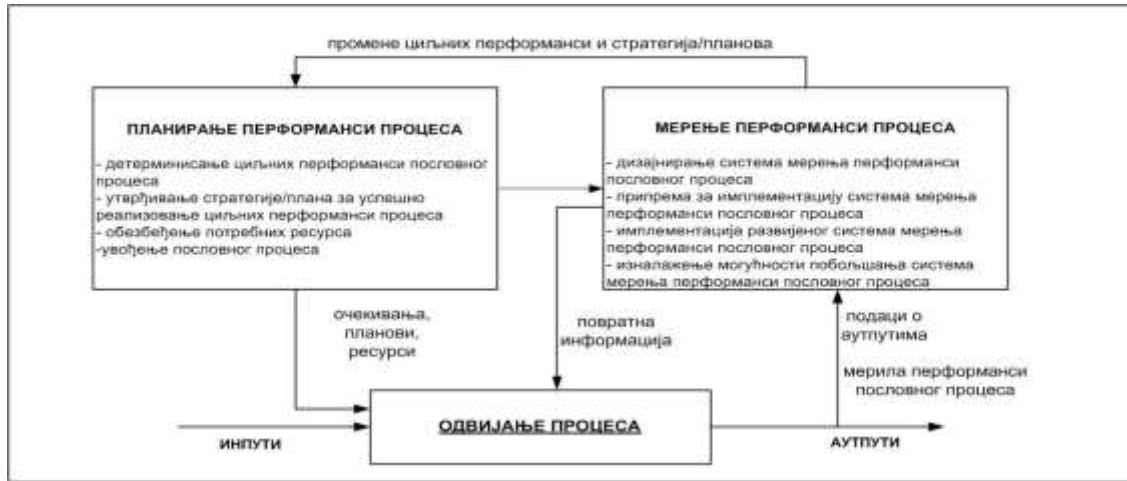 промене циљних перформанси и стратегија/планова
ПЛАНИРАЊЕ ПЕРФОРМАНСИ ПРОЦЕСА
- детерминисање циљних перформанси пословног
процеса
- утврђивање стратегије/плана за успешно
реализовање циљних перформанси процеса
- обезбеђење потребних ресурса
-увођење пословног процеса
МЕРЕЊЕ ПЕРФОРМАНСИ ПРОЦЕСА
- дизајнирање система мерења перформанси
пословног процеса
- припрема за имплементацију система мерења
перформанси пословног процеса
- имплементација развијеног система мерења
перформанси пословног процеса
- изналажење могућности побољшања система
мерења перформанси пословног процеса
очекивања,
планови,
ресурси
повратна
информација
подаци о
аутпутима
мерила перформанси
пословног процеса
ОДВИЈАЊЕ ПРОЦЕСА
ИНПУТИ
АУТПУТИ